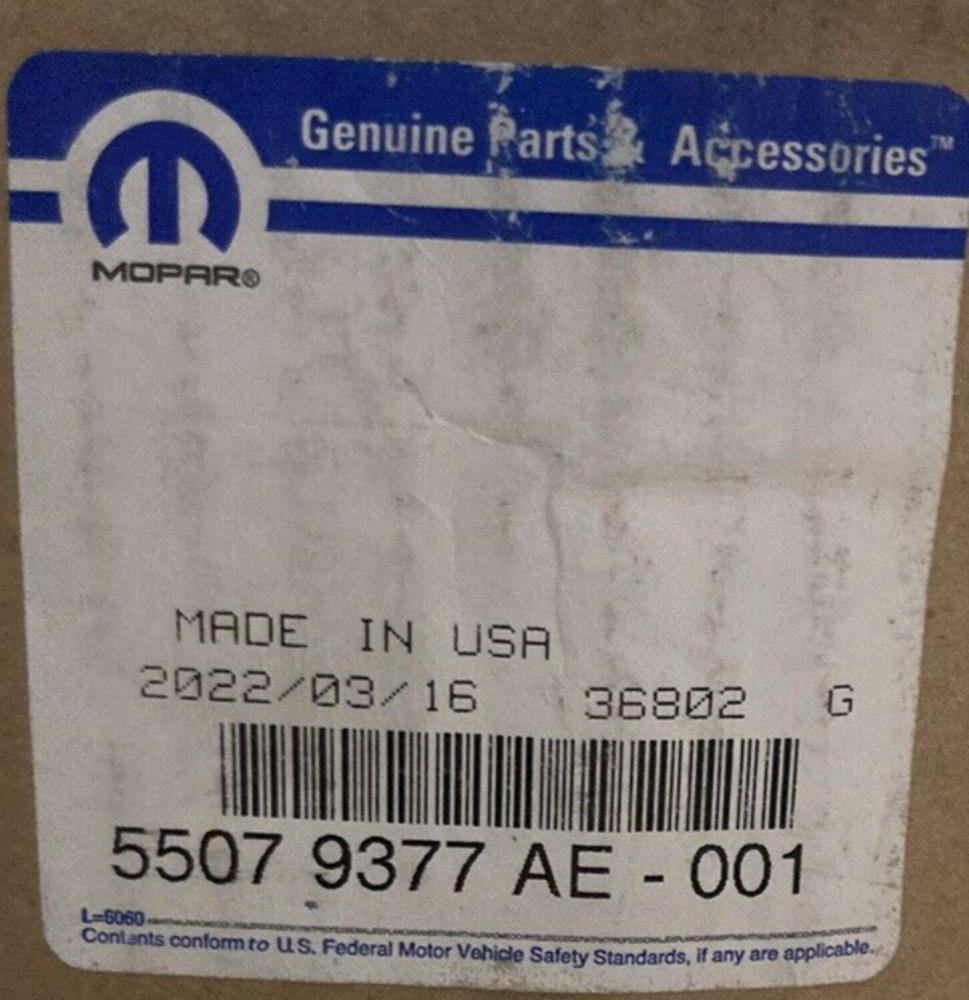 Genuine Parts & Accessories™
MOPAR®
MADE IN USA
2022/03/16 36802 G
5507 9377 AE - 001
L=6060
Contents conform to U.S. Federal Motor Vehicle Safety Standards, if any are applicable.